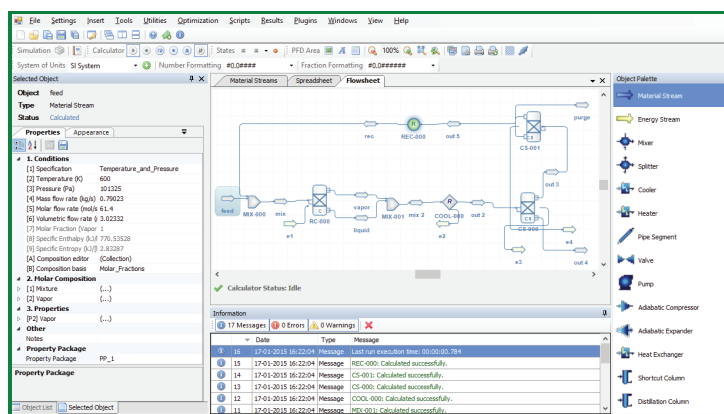 File Settings Insert Tools Utilities Optimization Scripts Results Plugins Windows View Help
Simulation Calculator States PFD Area 100%
System of Units SI System Number Formatting #0.0#### Fraction Formatting #0.0######
Selected Object
Object feed
Type Material Stream
Status Calculated
Properties Appearance
1. Conditions
[1] Specification Temperature_and_Pressure
[2] Temperature (K) 600
[3] Pressure (Pa) 101325
[4] Mass flow rate (kg/s) 0.79023
[5] Molar flow rate (mol/s 61.4
[6] Volumetric flow rate (r 3.02332
[7] Molar Fraction (Vapor 1
[8] Specific Enthalpy (kJ/ 770.53528
[9] Specific Entropy (kJ/[ 2.83287
[A] Composition editor (Collection)
[B] Composition basis Molar_Fractions
2. Molar Composition
[1] Mixture (...)
[2] Vapor (...)
3. Properties
[P2] Vapor (...)
Other
Notes
Property Package
Property Package PP_1
Property Package
Object List Selected Object
Material Streams Spreadsheet Flowsheet
rec
R
REC-000
out 5
C S
CS-001
purge
out 3
feed
MIX-000
mix
e1
C
RC-000
vapor
liquid
MIX-001
mix 2
R
COOL-000
e2
out 2
C S
CS-000
e3
e4
out 4
Calculator Status: Idle
Information
17 Messages 0 Errors 0 Warnings
Date Type Message
16 17-01-2015 16:22:04 Message Last run execution time: 00:00:00.784
15 17-01-2015 16:22:04 Message REC-000: Calculated successfully.
14 17-01-2015 16:22:04 Message CS-001: Calculated successfully.
13 17-01-2015 16:22:04 Message CS-000: Calculated successfully.
12 17-01-2015 16:22:04 Message COOL-000: Calculated successfully.
11 17-01-2015 16:22:04 Message MIX-001: Calculated successfully.
Object Palette
Material Stream
Energy Stream
Mixer
Splitter
Cooler
Heater
Pipe Segment
Valve
Pump
Adiabatic Compressor
Adiabatic Expander
Heat Exchanger
Shortcut Column
Distillation Column